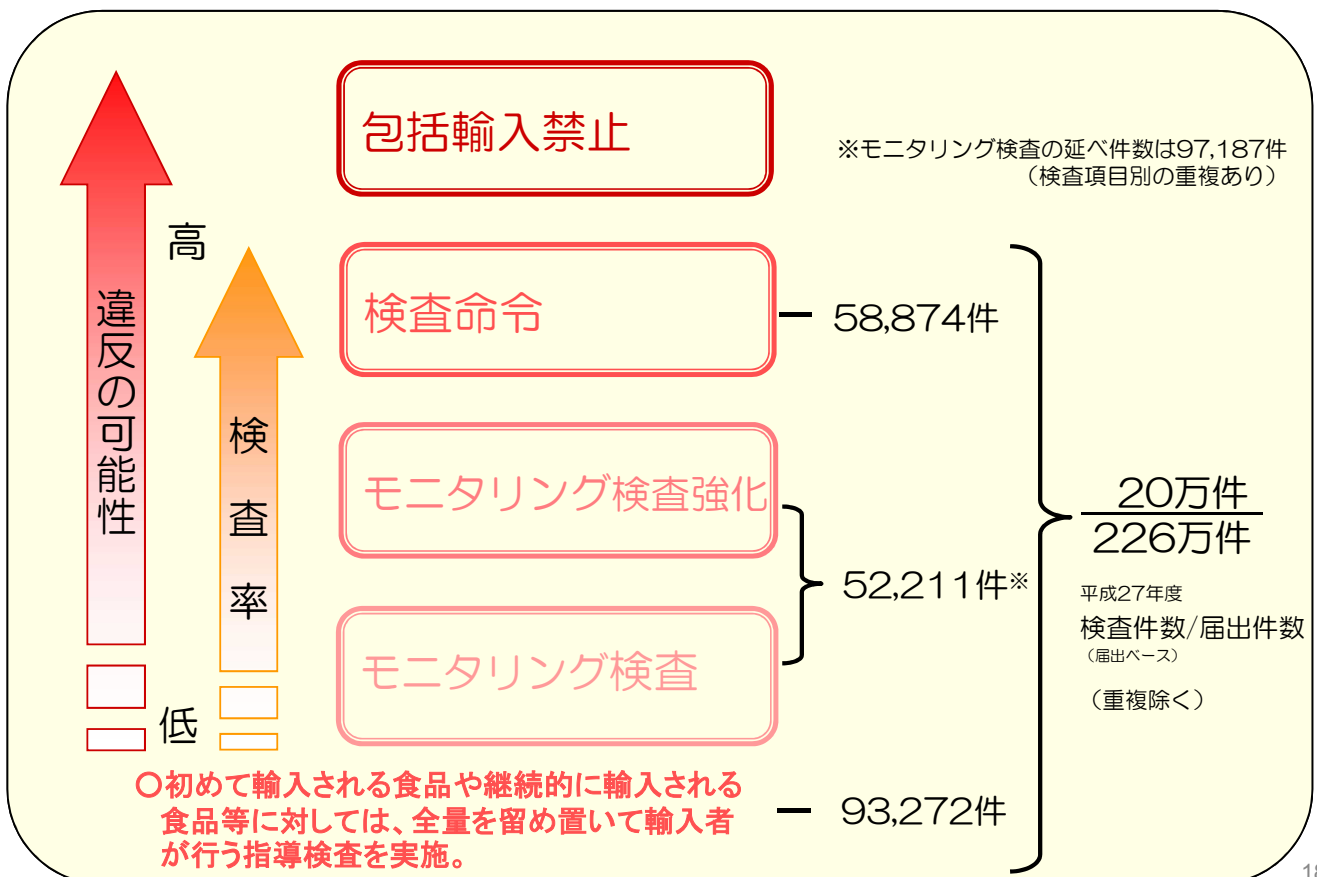 包括輸入禁止
※モニタリング検査の延べ件数は97,187件
（検査項目別の重複あり）
高
違反の可能性
検査率
低
検査命令
58,874件
モニタリング検査強化
52,211件※
モニタリング検査
20万件
226万件
平成27年度
検査件数/届出件数
（届出ベース）
（重複除く）
〇初めて輸入される食品や継続的に輸入される
食品等に対しては、全量を留め置いて輸入者
が行う指導検査を実施。
93,272件
18